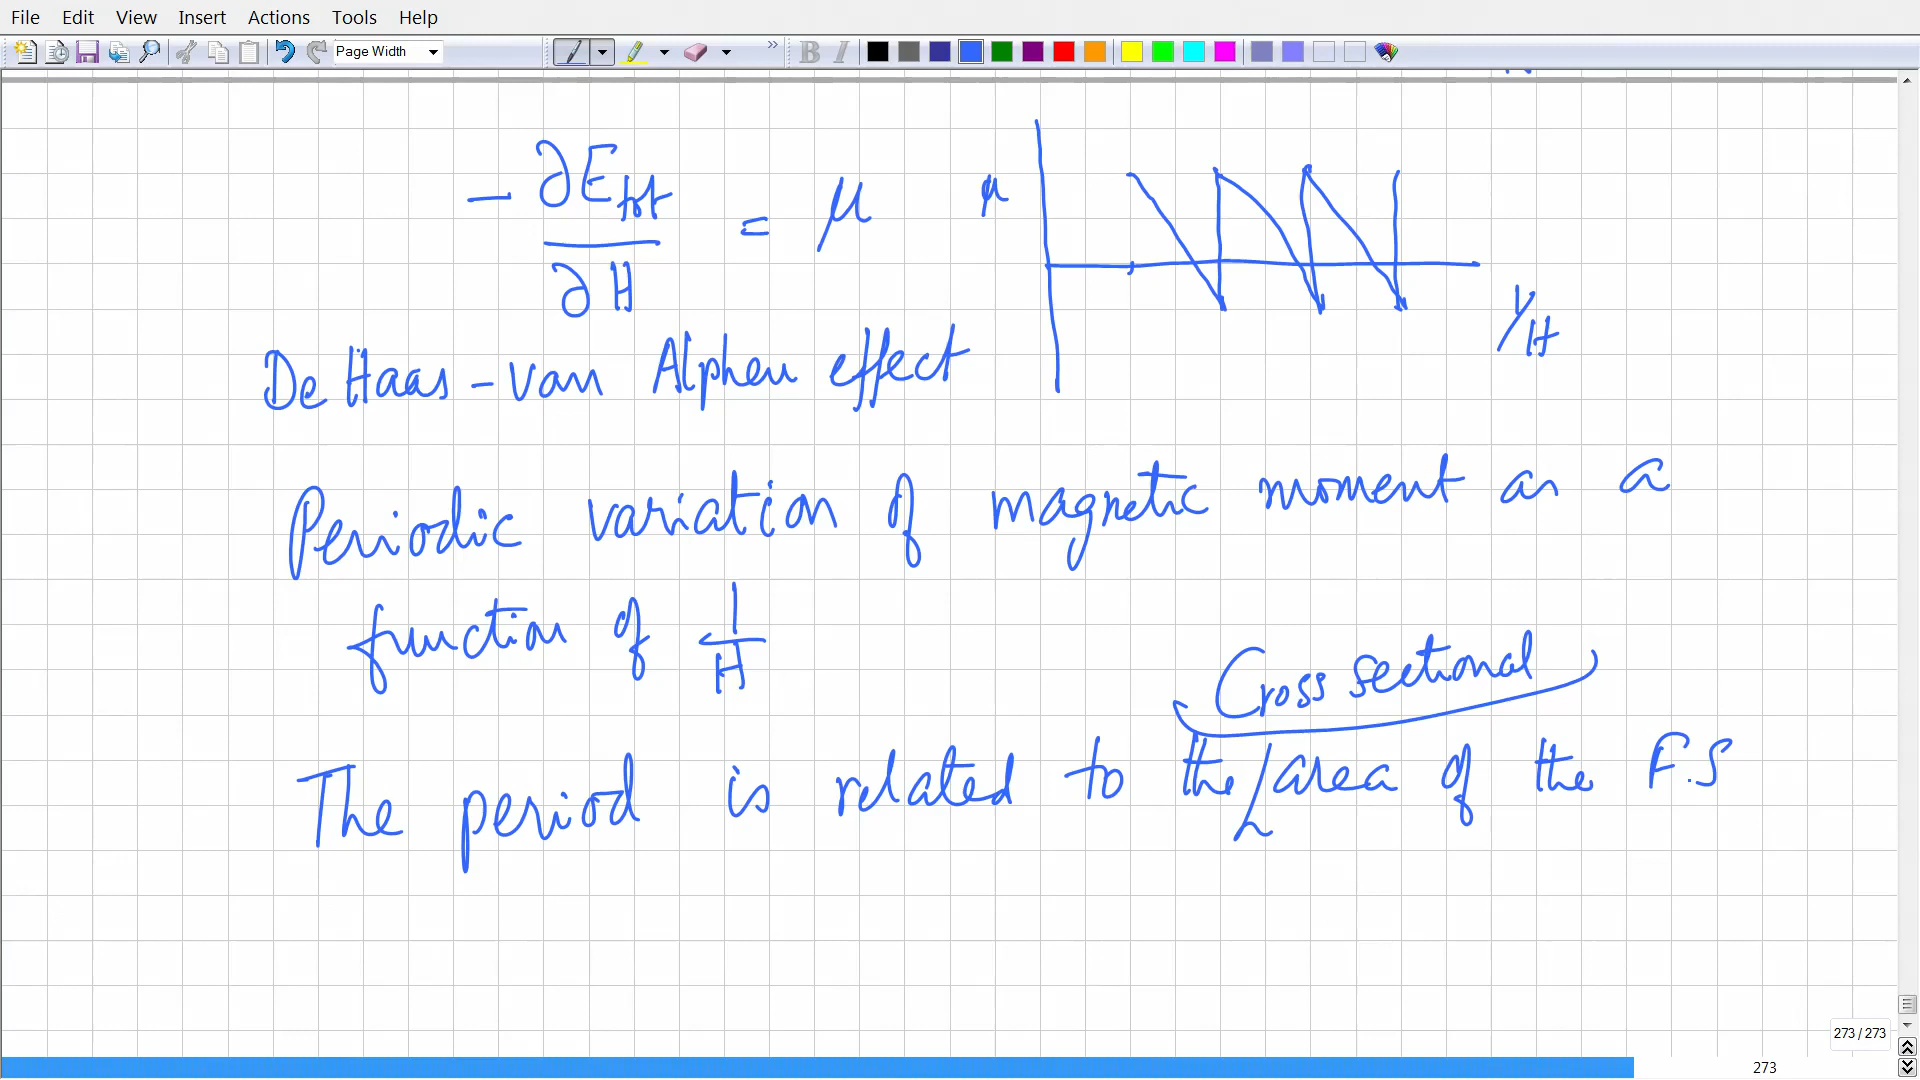 File Edit View Insert Actions Tools Help
Page Width
B I
- ∂E_tot / ∂H = μ
μ
1/H
De Haas-van Alphen effect
Periodic variation of magnetic moment as a
function of 1/H
Cross sectional
The period is related to the area of the F.S
273/273
273